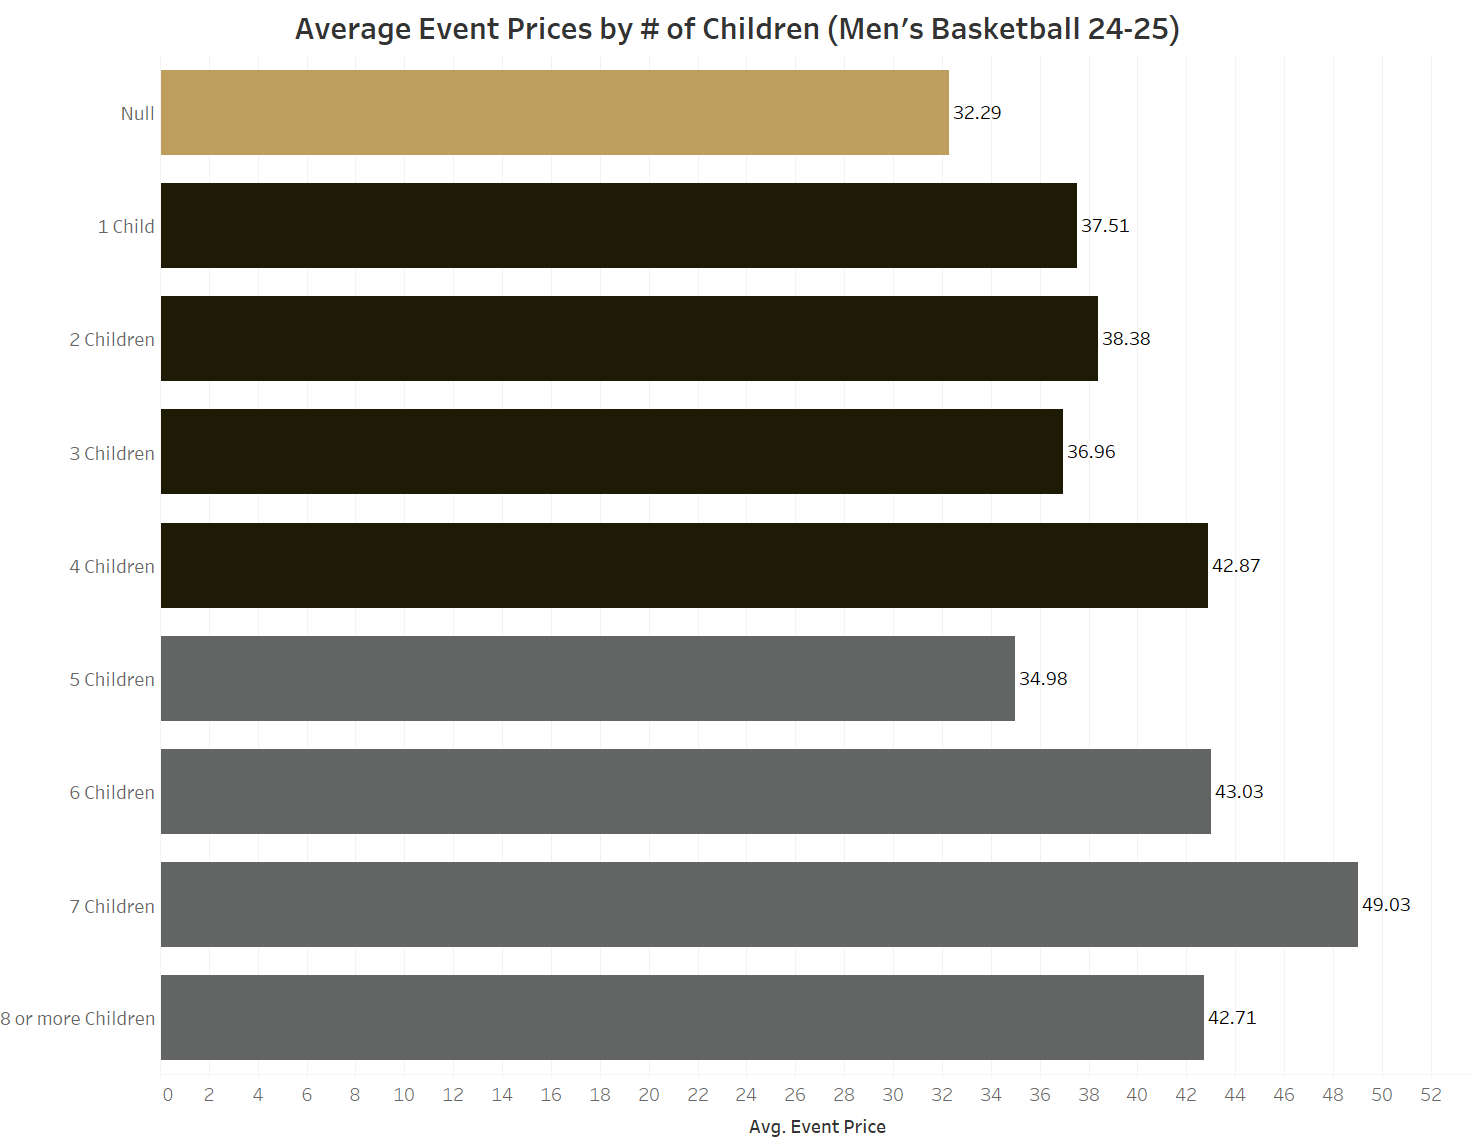 Average Event Prices by # of Children (Men’s Basketball 24-25)
Null 32.29
1 Child 37.51
2 Children 38.38
3 Children 36.96
4 Children 42.87
5 Children 34.98
6 Children 43.03
7 Children 49.03
8 or more Children 42.71
0 2 4 6 8 10 12 14 16 18 20 22 24 26 28 30 32 34 36 38 40 42 44 46 48 50 52
Avg. Event Price